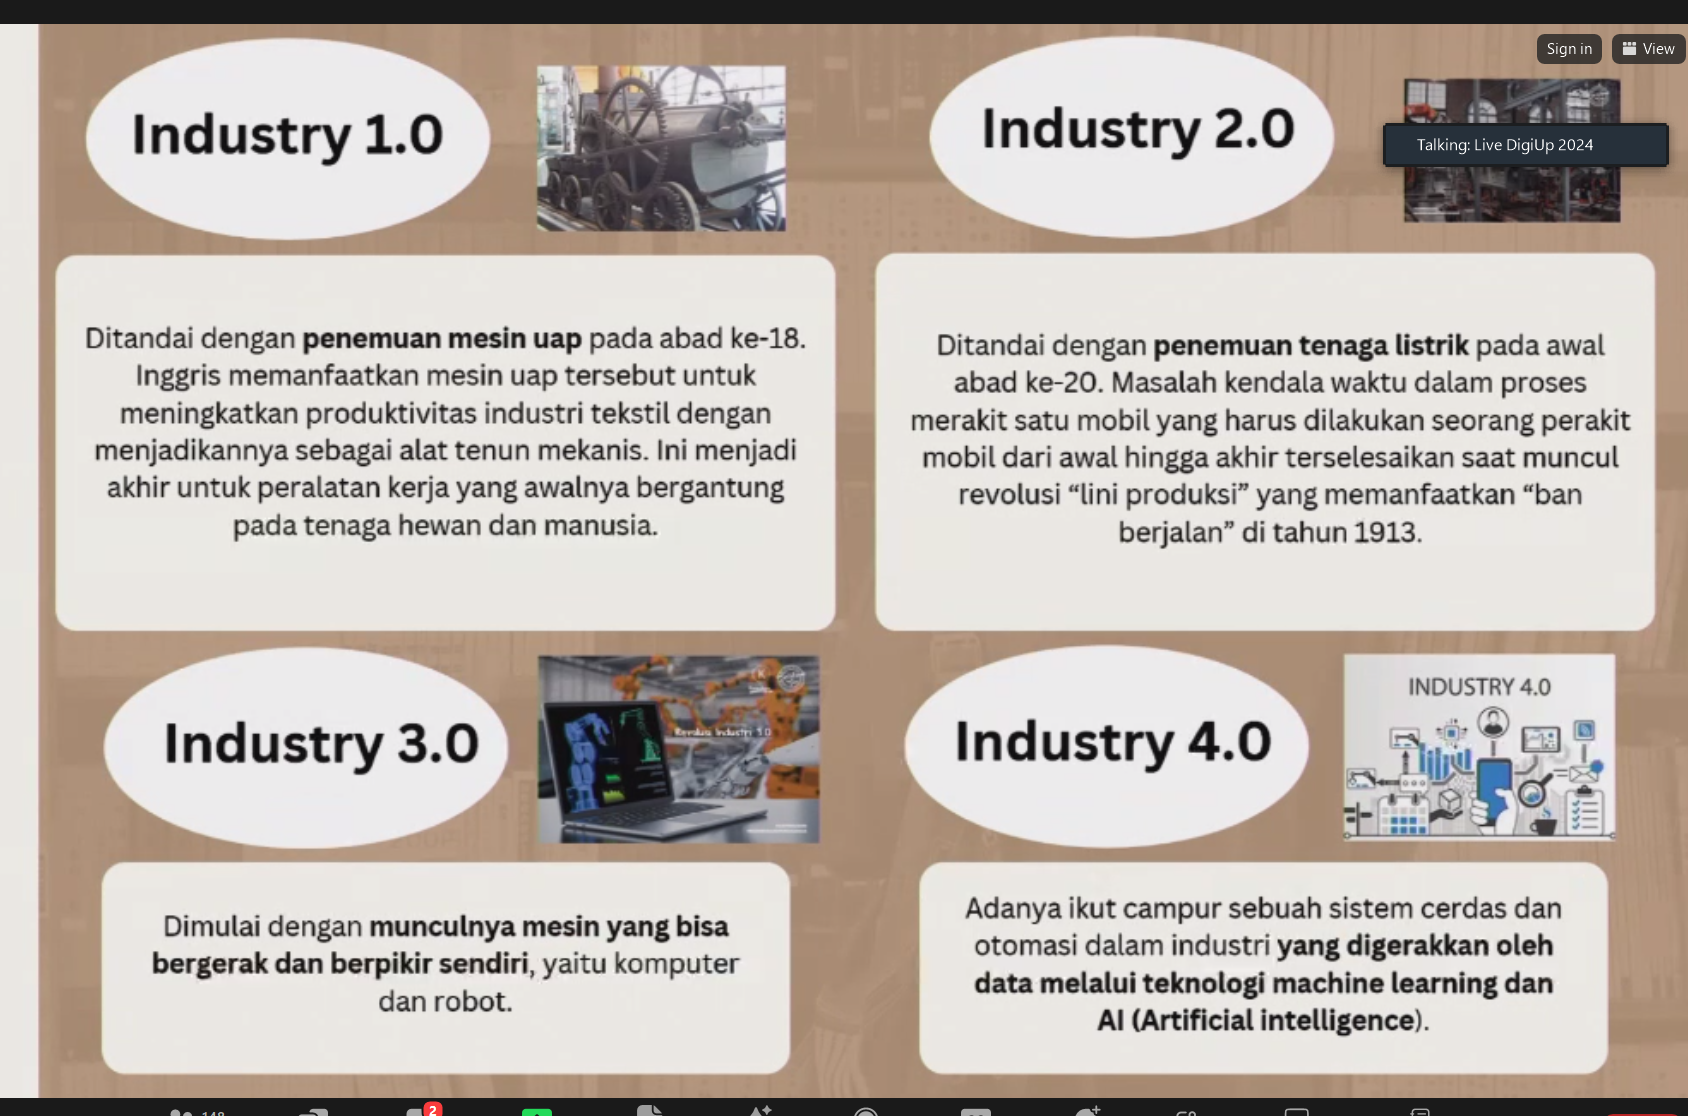 Sign in
View
Talking: Live DigiUp 2024
Industry 1.0
Ditandai dengan penemuan mesin uap pada abad ke-18.
Inggris memanfaatkan mesin uap tersebut untuk
meningkatkan produktivitas industri tekstil dengan
menjadikannya sebagai alat tenun mekanis. Ini menjadi
akhir untuk peralatan kerja yang awalnya bergantung
pada tenaga hewan dan manusia.
Industry 2.0
Ditandai dengan penemuan tenaga listrik pada awal
abad ke-20. Masalah kendala waktu dalam proses
merakit satu mobil yang harus dilakukan seorang perakit
mobil dari awal hingga akhir terselesaikan saat muncul
revolusi “lini produksi” yang memanfaatkan “ban
berjalan” di tahun 1913.
Industry 3.0
Revolusi Industry 3.0
Dimulai dengan munculnya mesin yang bisa
bergerak dan berpikir sendiri, yaitu komputer
dan robot.
Industry 4.0
INDUSTRY 4.0
Adanya ikut campur sebuah sistem cerdas dan
otomasi dalam industri yang digerakkan oleh
data melalui teknologi machine learning dan
AI (Artificial intelligence).
2